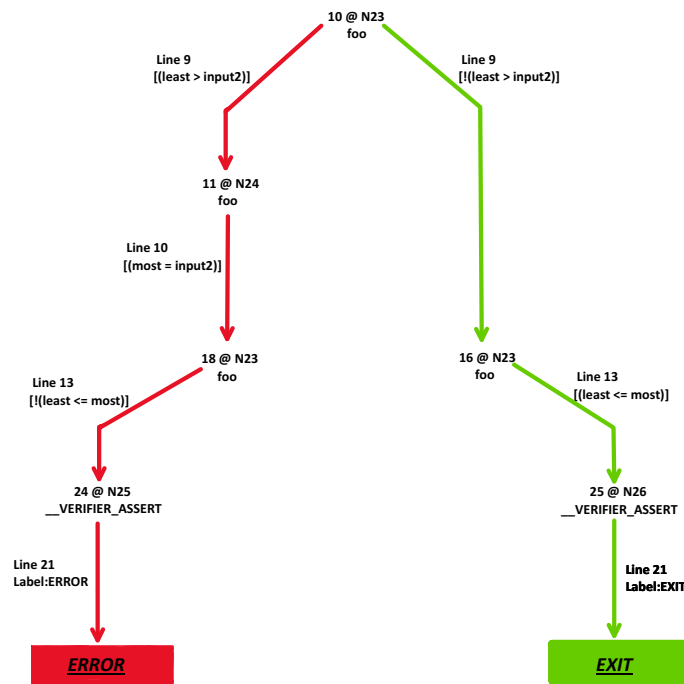 10 @ N23
foo
Line 9
[(least > input2)]
Line 9
[!(least > input2)]
11 @ N24
foo
Line 10
[(most = input2)]
18 @ N23
foo
16 @ N23
foo
Line 13
[!(least <= most)]
Line 13
[(least <= most)]
24 @ N25
__VERIFIER_ASSERT
25 @ N26
__VERIFIER_ASSERT
Line 21
Label:ERROR
Line 21
Label:EXIT
ERROR
EXIT